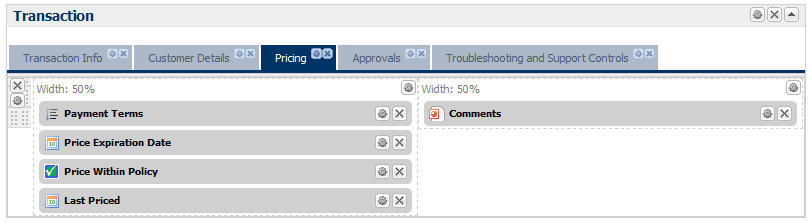 Transaction
Transaction Info Customer Details Pricing Approvals Troubleshooting and Support Controls
Width: 50% Width: 50%
Payment Terms Comments
Price Expiration Date
Price Within Policy
Last Priced